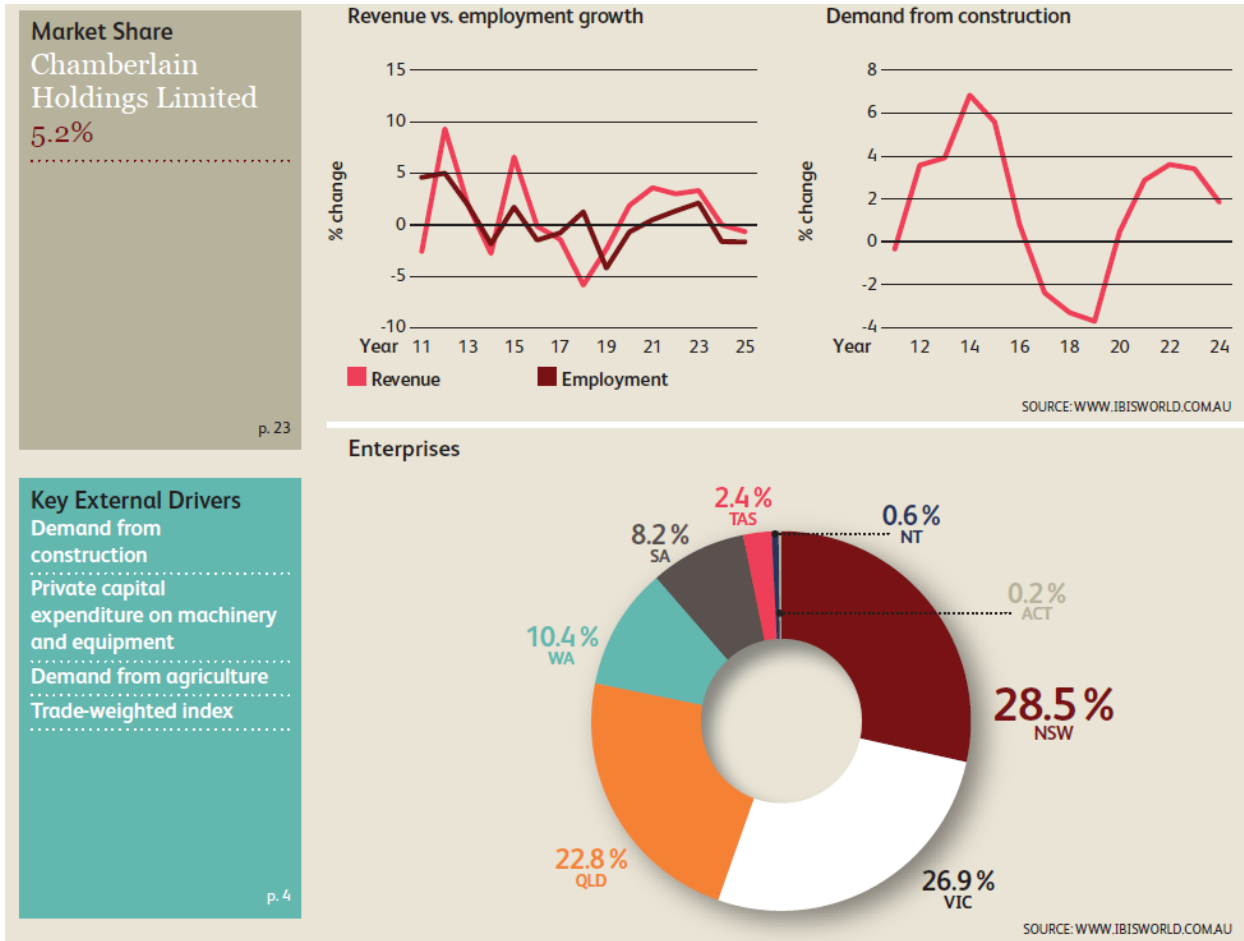 Market Share
Chamberlain
Holdings Limited
5.2%
p. 23
Key External Drivers
Demand from
construction
Private capital
expenditure on machinery
and equipment
Demand from agriculture
Trade-weighted index
p. 4
Revenue vs. employment growth
% change
15
10
5
0
-5
-10
Year 11 13 15 17 19 21 23 25
Revenue
Employment
Demand from construction
% change
8
6
4
2
0
-2
-4
Year 12 14 16 18 20 22 24
SOURCE: WWW.IBISWORLD.COM.AU
Enterprises
2.4%
TAS
0.6%
NT
8.2%
SA
0.2%
ACT
10.4%
WA
28.5%
NSW
22.8%
QLD
26.9%
VIC
SOURCE: WWW.IBISWORLD.COM.AU